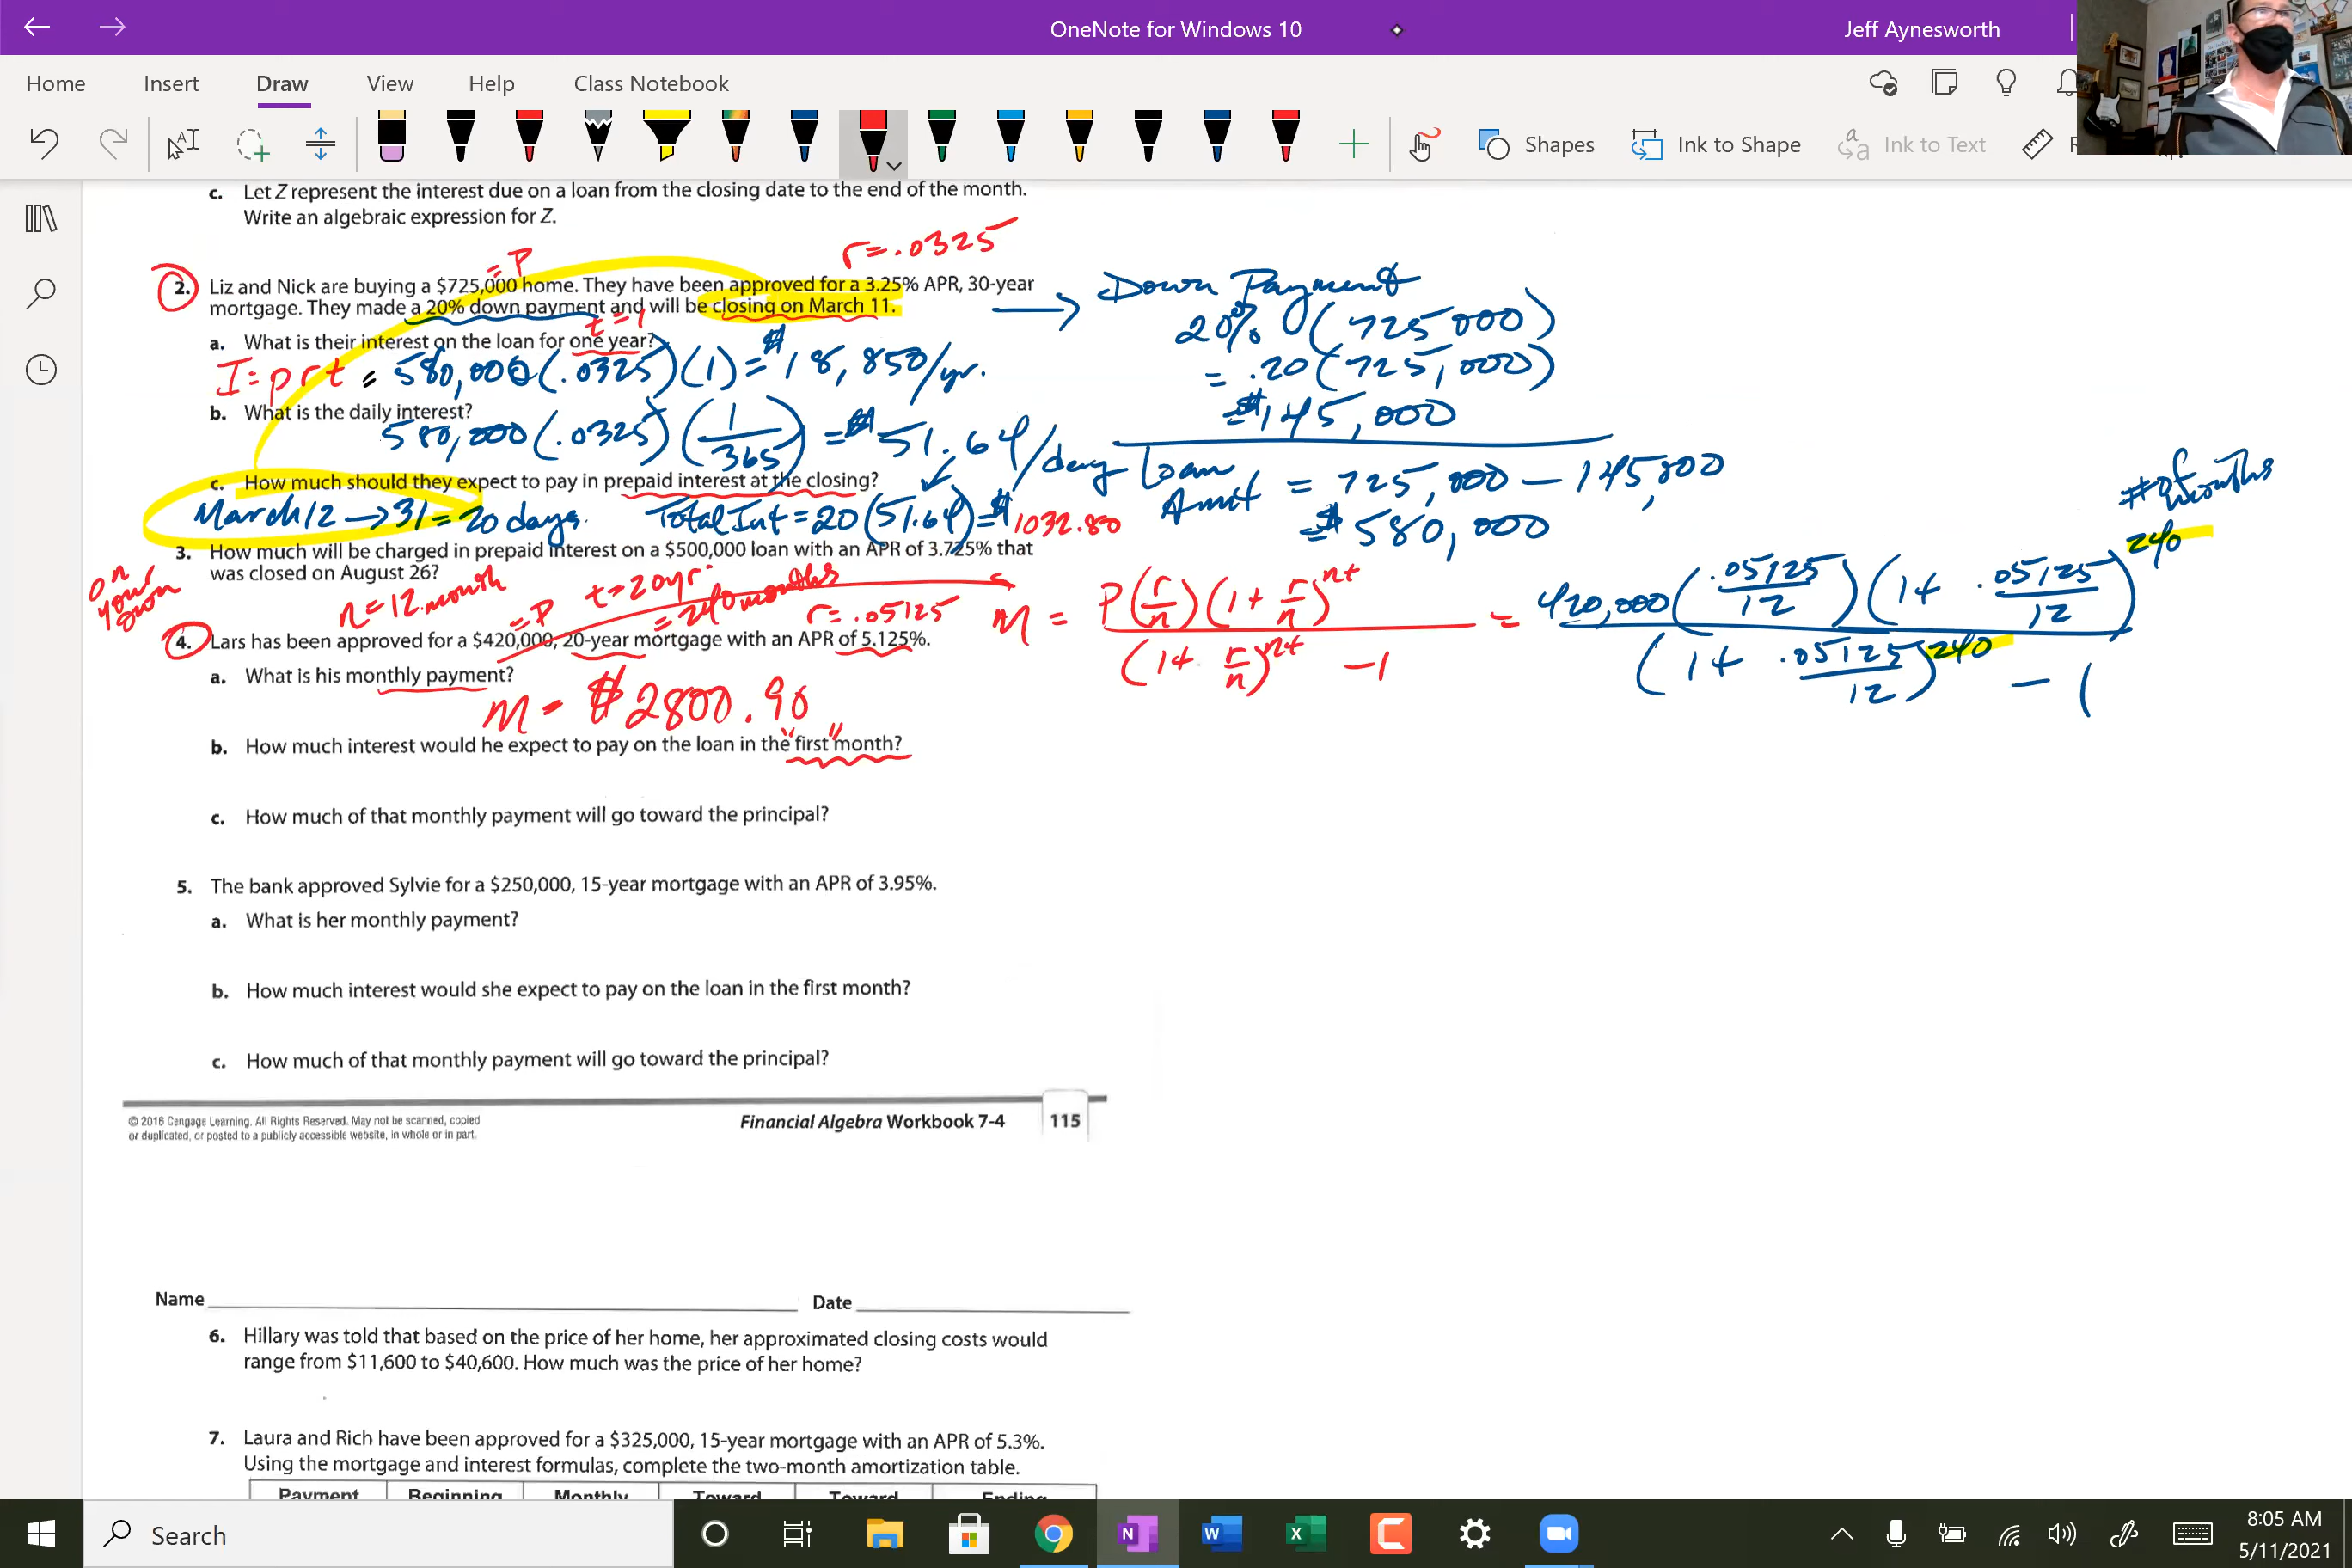 OneNote for Windows 10
Jeff Aynesworth
Home Insert Draw View Help Class Notebook
Shapes Ink to Shape Ink to Text
c. Let Z represent the interest due on a loan from the closing date to the end of the month.
Write an algebraic expression for Z.
= P
r = .0325
2. Liz and Nick are buying a $725,000 home. They have been approved for a 3.25% APR, 30-year
mortgage. They made a 20% down payment and will be closing on March 11.
Down Payment
20% of (725,000)
= .20 (725,000)
= $145,000
t = 1
a. What is their interest on the loan for one year?
I = prt = 580,000 (.0325) (1) = $18,850/yr.
b. What is the daily interest?
580,000 (.0325) (1/365) = $51.64/day
Loan Amt = 725,000 - 145,000
= $580,000
c. How much should they expect to pay in prepaid interest at the closing?
March 12 → 31 = 20 days. Total Int = 20 (51.64) = $1032.80
3. How much will be charged in prepaid interest on a $500,000 loan with an APR of 3.725% that
was closed on August 26?
on your own
n = 12 month
= P
t = 20 yr.
= 240 months
r = .05125
4. Lars has been approved for a $420,000, 20-year mortgage with an APR of 5.125%.
# of months
M = P(r/n)(1 + r/n)^nt / (1 + r/n)^nt - 1 = 420,000 (.05125/12)(1 + .05125/12)^240 / (1 + .05125/12)^240 - 1
a. What is his monthly payment?
M = $2800.90
b. How much interest would he expect to pay on the loan in the "first" month?
c. How much of that monthly payment will go toward the principal?
5. The bank approved Sylvie for a $250,000, 15-year mortgage with an APR of 3.95%.
a. What is her monthly payment?
b. How much interest would she expect to pay on the loan in the first month?
c. How much of that monthly payment will go toward the principal?
© 2016 Cengage Learning. All Rights Reserved. May not be scanned, copied
or duplicated, or posted to a publicly accessible website, in whole or in part.
Financial Algebra Workbook 7-4 115
Name Date
6. Hillary was told that based on the price of her home, her approximated closing costs would
range from $11,600 to $40,600. How much was the price of her home?
7. Laura and Rich have been approved for a $325,000, 15-year mortgage with an APR of 5.3%.
Using the mortgage and interest formulas, complete the two-month amortization table.
Payment Beginning Monthly Toward Toward Ending
Search
8:05 AM
5/11/2021